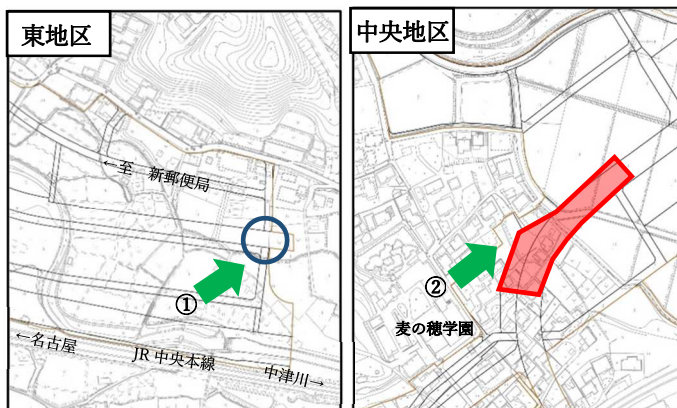 東地区
←至 新郵便局
①
←名古屋
JR 中央本線
中津川→
中央地区
②
麦の穂学園